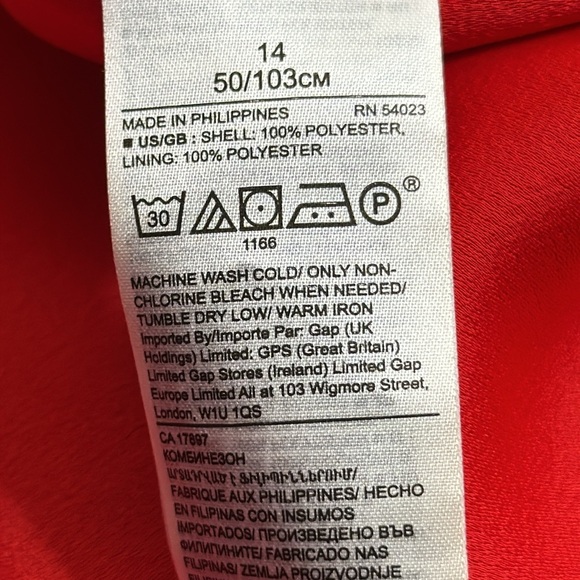 14
50/103CM
MADE IN PHILIPPINES RN 54023
■ US/GB : SHELL: 100% POLYESTER,
LINING: 100% POLYESTER
30 P ®
1166
MACHINE WASH COLD/ ONLY NON-
CHLORINE BLEACH WHEN NEEDED/
TUMBLE DRY LOW/ WARM IRON
Imported By/Importe Par: Gap (UK
Holdings) Limited: GPS (Great Britain)
Limited Gap Stores (Ireland) Limited Gap
Europe Limited All at 103 Wigmore Street,
London, W1U 1QS
CA 17897
КОМБИНЕЗОН
ԱՐՏԱԴՐՎԱԾ Է ՖԻԼԻՊԻՆՆԵՐՈՒՄ/
FABRIQUE AUX PHILIPPINES/ HECHO
EN FILIPINAS CON INSUMOS
IMPORTADOS/ ПРОИЗВЕДЕНО ВЪВ
ФИЛИПИНИТЕ/ FABRICADO NAS
FILIPINAS/ ZEMLJA PROIZVODNJE